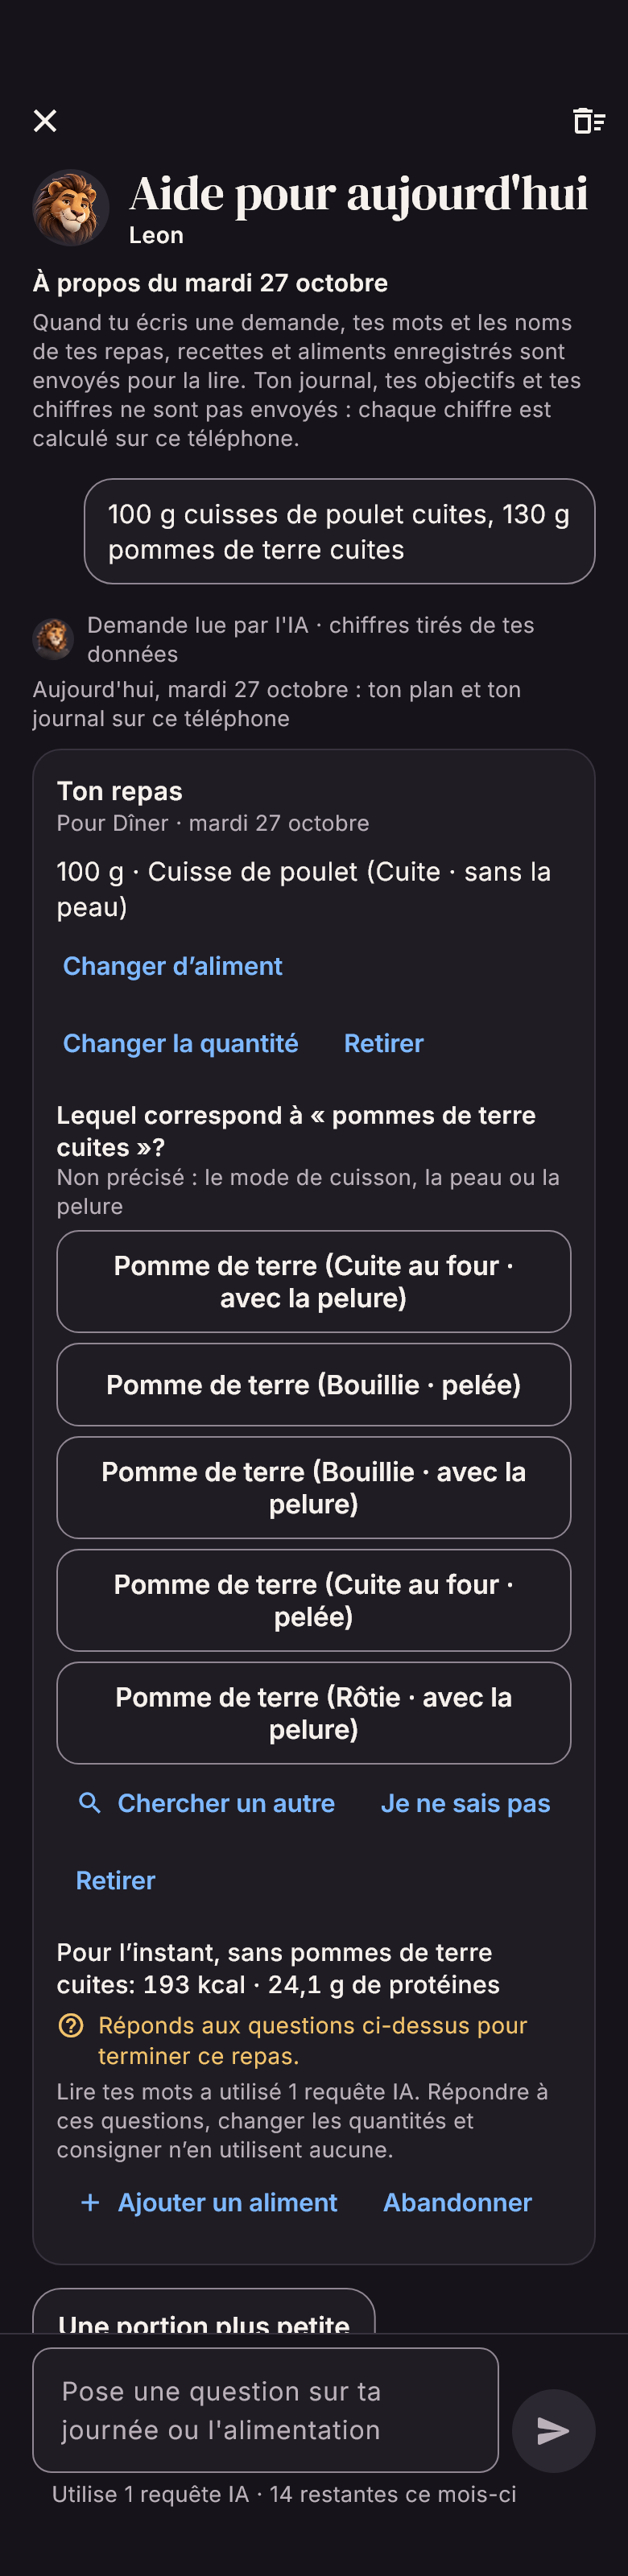 Aide pour aujourd'hui
Leon
À propos du mardi 27 octobre
Quand tu écris une demande, tes mots et les noms
de tes repas, recettes et aliments enregistrés sont
envoyés pour la lire. Ton journal, tes objectifs et tes
chiffres ne sont pas envoyés : chaque chiffre est
calculé sur ce téléphone.
100 g cuisses de poulet cuites, 130 g
pommes de terre cuites
Demande lue par l'IA · chiffres tirés de tes
données
Aujourd'hui, mardi 27 octobre : ton plan et ton
journal sur ce téléphone
Ton repas
Pour Dîner · mardi 27 octobre
100 g · Cuisse de poulet (Cuite · sans la
peau)
Changer d’aliment
Changer la quantité Retirer
Lequel correspond à « pommes de terre
cuites »?
Non précisé : le mode de cuisson, la peau ou la
pelure
Pomme de terre (Cuite au four ·
avec la pelure)
Pomme de terre (Bouillie · pelée)
Pomme de terre (Bouillie · avec la
pelure)
Pomme de terre (Cuite au four ·
pelée)
Pomme de terre (Rôtie · avec la
pelure)
Chercher un autre Je ne sais pas
Retirer
Pour l’instant, sans pommes de terre
cuites: 193 kcal · 24,1 g de protéines
Réponds aux questions ci-dessus pour
terminer ce repas.
Lire tes mots a utilisé 1 requête IA. Répondre à
ces questions, changer les quantités et
consigner n’en utilisent aucune.
Ajouter un aliment Abandonner
Une portion plus petite
Pose une question sur ta
journée ou l'alimentation
Utilise 1 requête IA · 14 restantes ce mois-ci